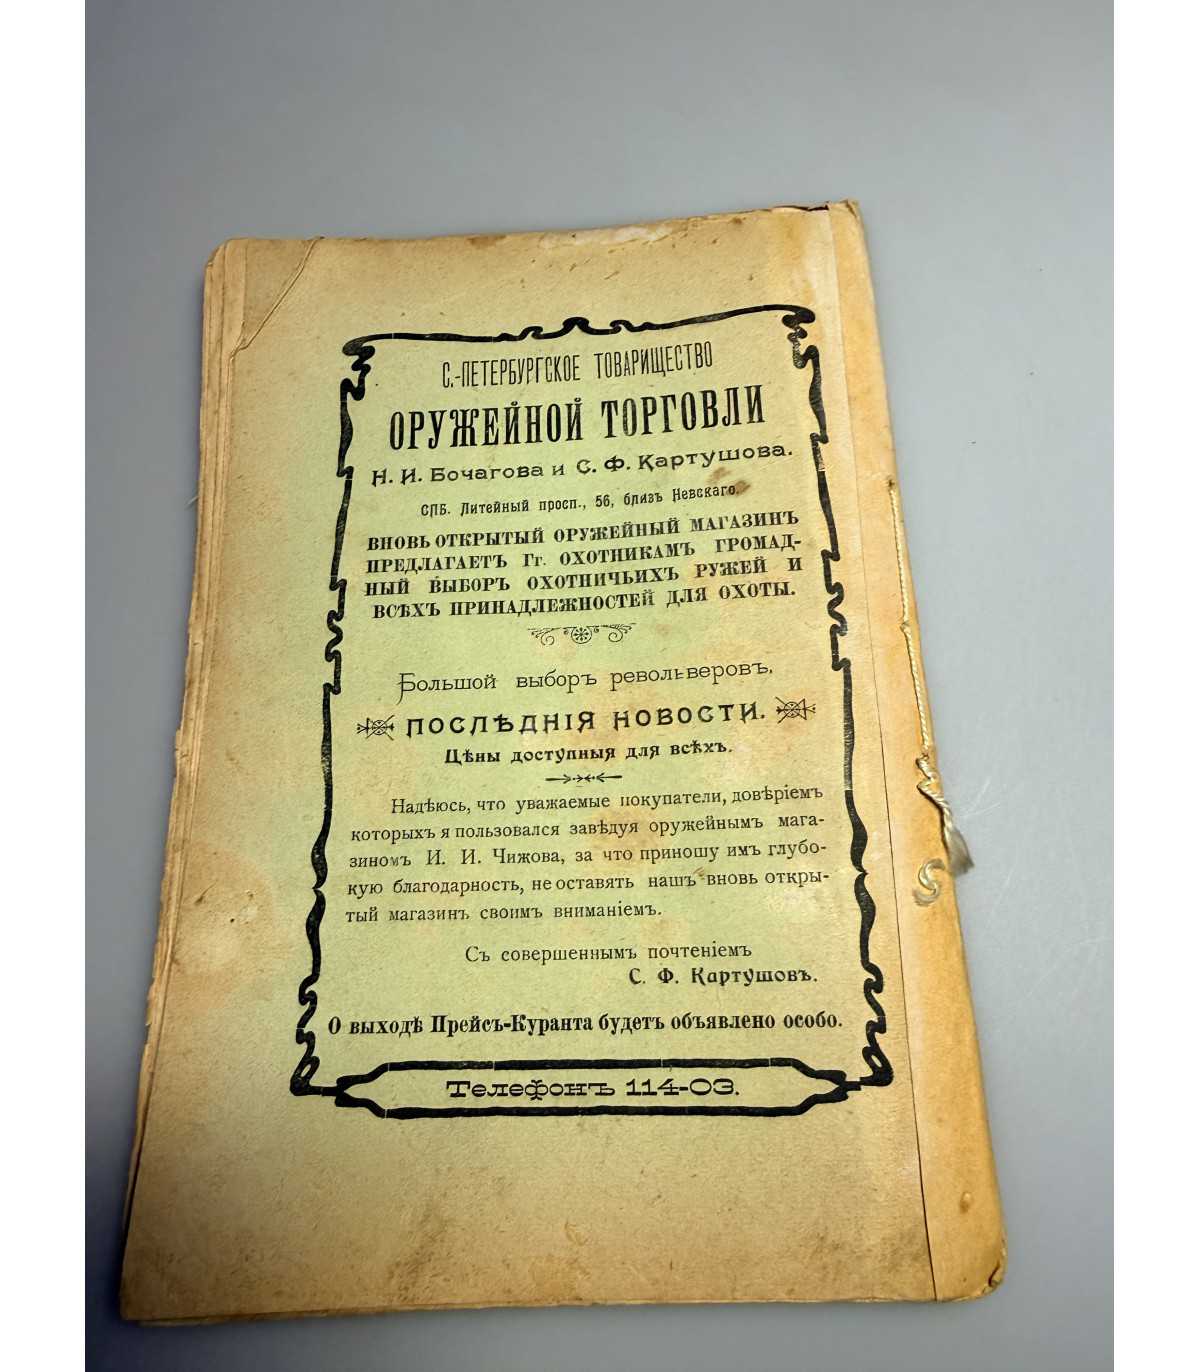 С.-ПЕТЕРБУРГСКОЕ ТОВАРИЩЕСТВО
ОРУЖЕЙНОЙ ТОРГОВЛИ
Н. И. Бочагова и С. Ф. Картушова.
СПБ. Литейный просп., 56, близъ Невскаго.
ВНОВЬ ОТКРЫТЫЙ ОРУЖЕЙНЫЙ МАГАЗИНЪ
ПРЕДЛАГАЕТЪ Гг. ОХОТНИКАМЪ ГРОМАД-
НЫЙ ВЫБОРЪ ОХОТНИЧЬИХЪ РУЖЕЙ И
ВСѢХЪ ПРИНАДЛЕЖНОСТЕЙ ДЛЯ ОХОТЫ.
Большой выборъ револьверовъ.
ПОСЛѢДНІЯ НОВОСТИ.
Цѣны доступныя для всѣхъ.
Надѣюсь, что уважаемые покупатели, довѣріемъ
которыхъ я пользовался завѣдуя оружейнымъ мага-
зиномъ И. И. Чижова, за что приношу имъ глубо-
кую благодарность, не оставятъ нашъ вновь откры-
тый магазинъ своимъ вниманіемъ.
Съ совершеннымъ почтеніемъ
С. Ф. Картушовъ.
О выходѣ Прейсъ-Куранта будетъ объявлено особо.
Телефонъ 114-03.